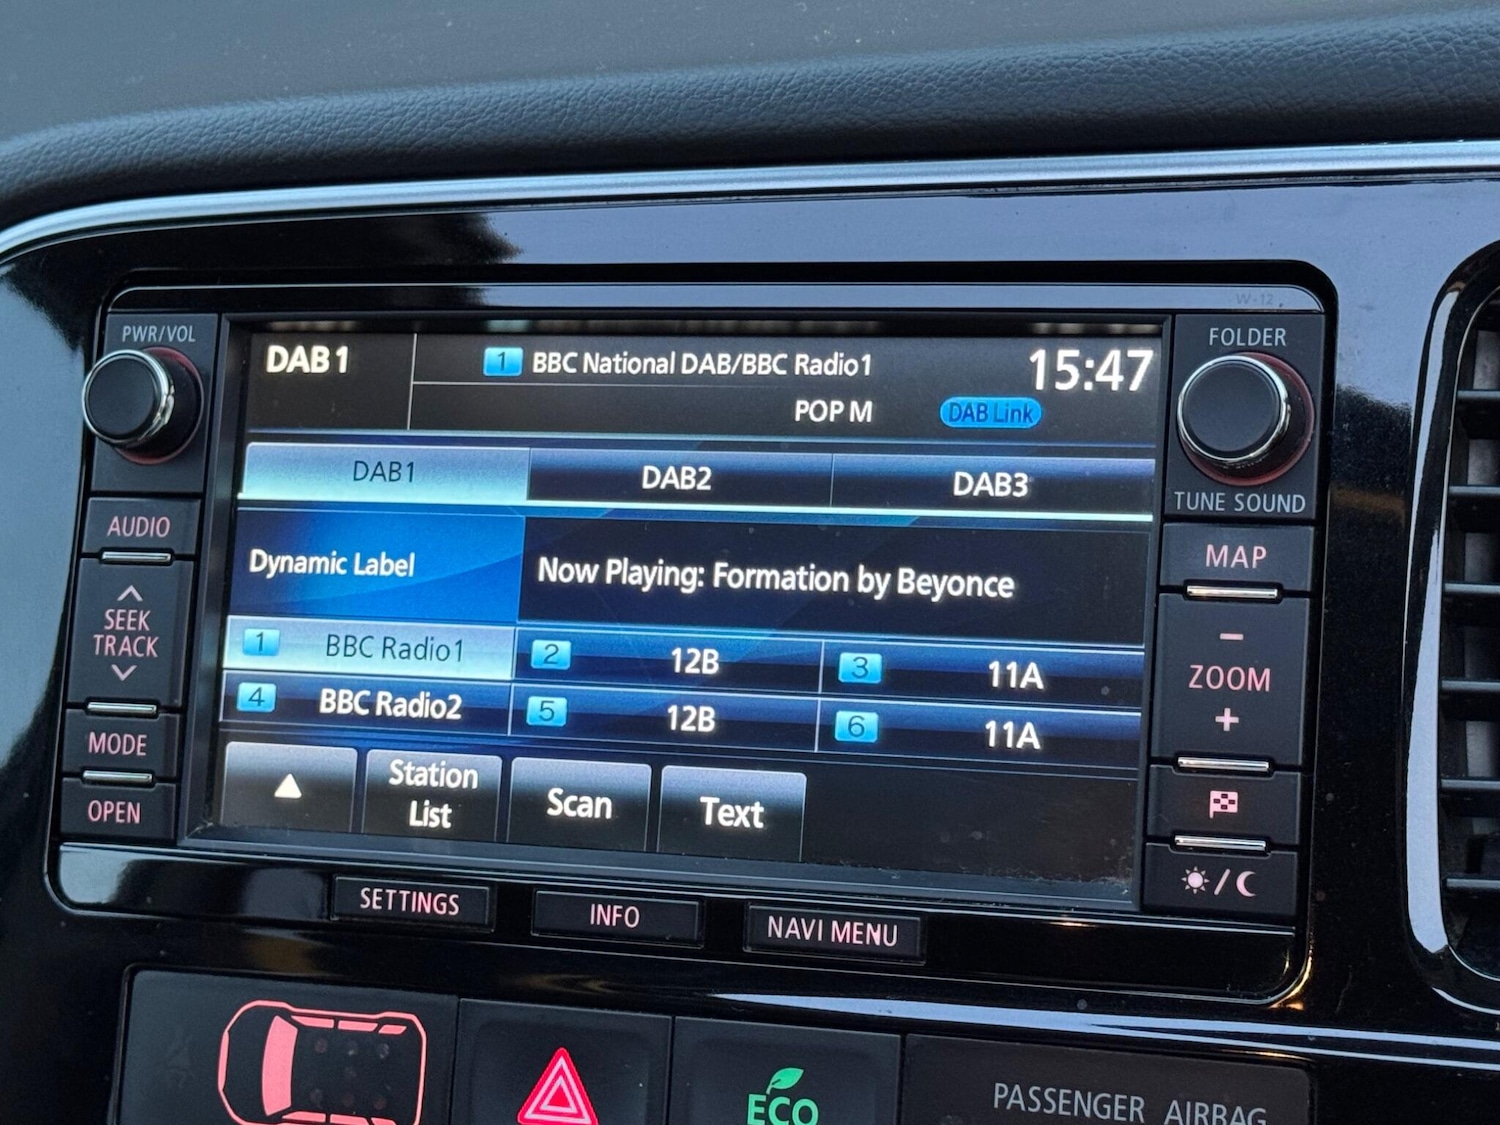 W-12
PWR/VOL
FOLDER
DAB1
1 BBC National DAB/BBC Radio1
15:47
POP M
DAB Link
DAB1
DAB2
DAB3
TUNE SOUND
AUDIO
Dynamic Label
Now Playing: Formation by Beyonce
MAP
SEEK
TRACK
1 BBC Radio1
2 12B
3 11A
− ZOOM +
4 BBC Radio2
5 12B
6 11A
MODE
▲
Station
List
Scan
Text
OPEN
SETTINGS
INFO
NAVI MENU
ECO
PASSENGER AIRBAG